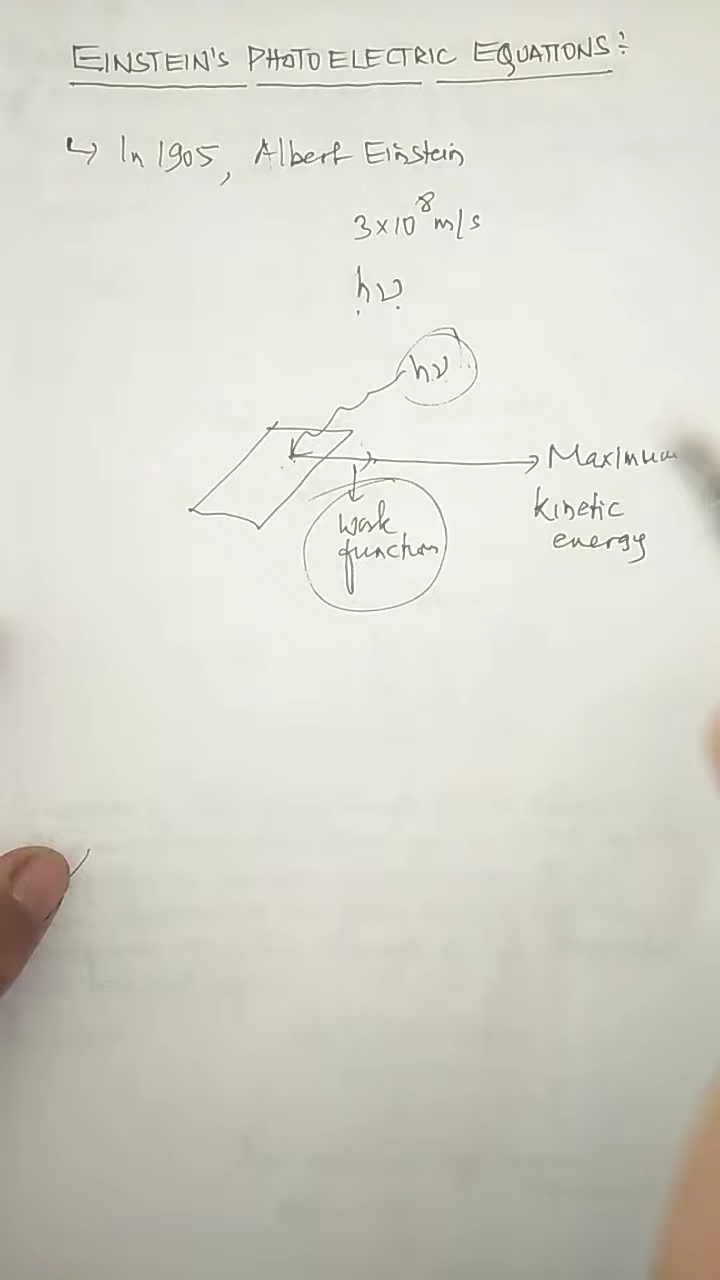 EINSTEIN'S PHOTOELECTRIC EQUATIONS:
↳ In 1905, Albert Einstein
3×10⁸ m/s
hν
hν
Maximum
kinetic
energy
Work
function